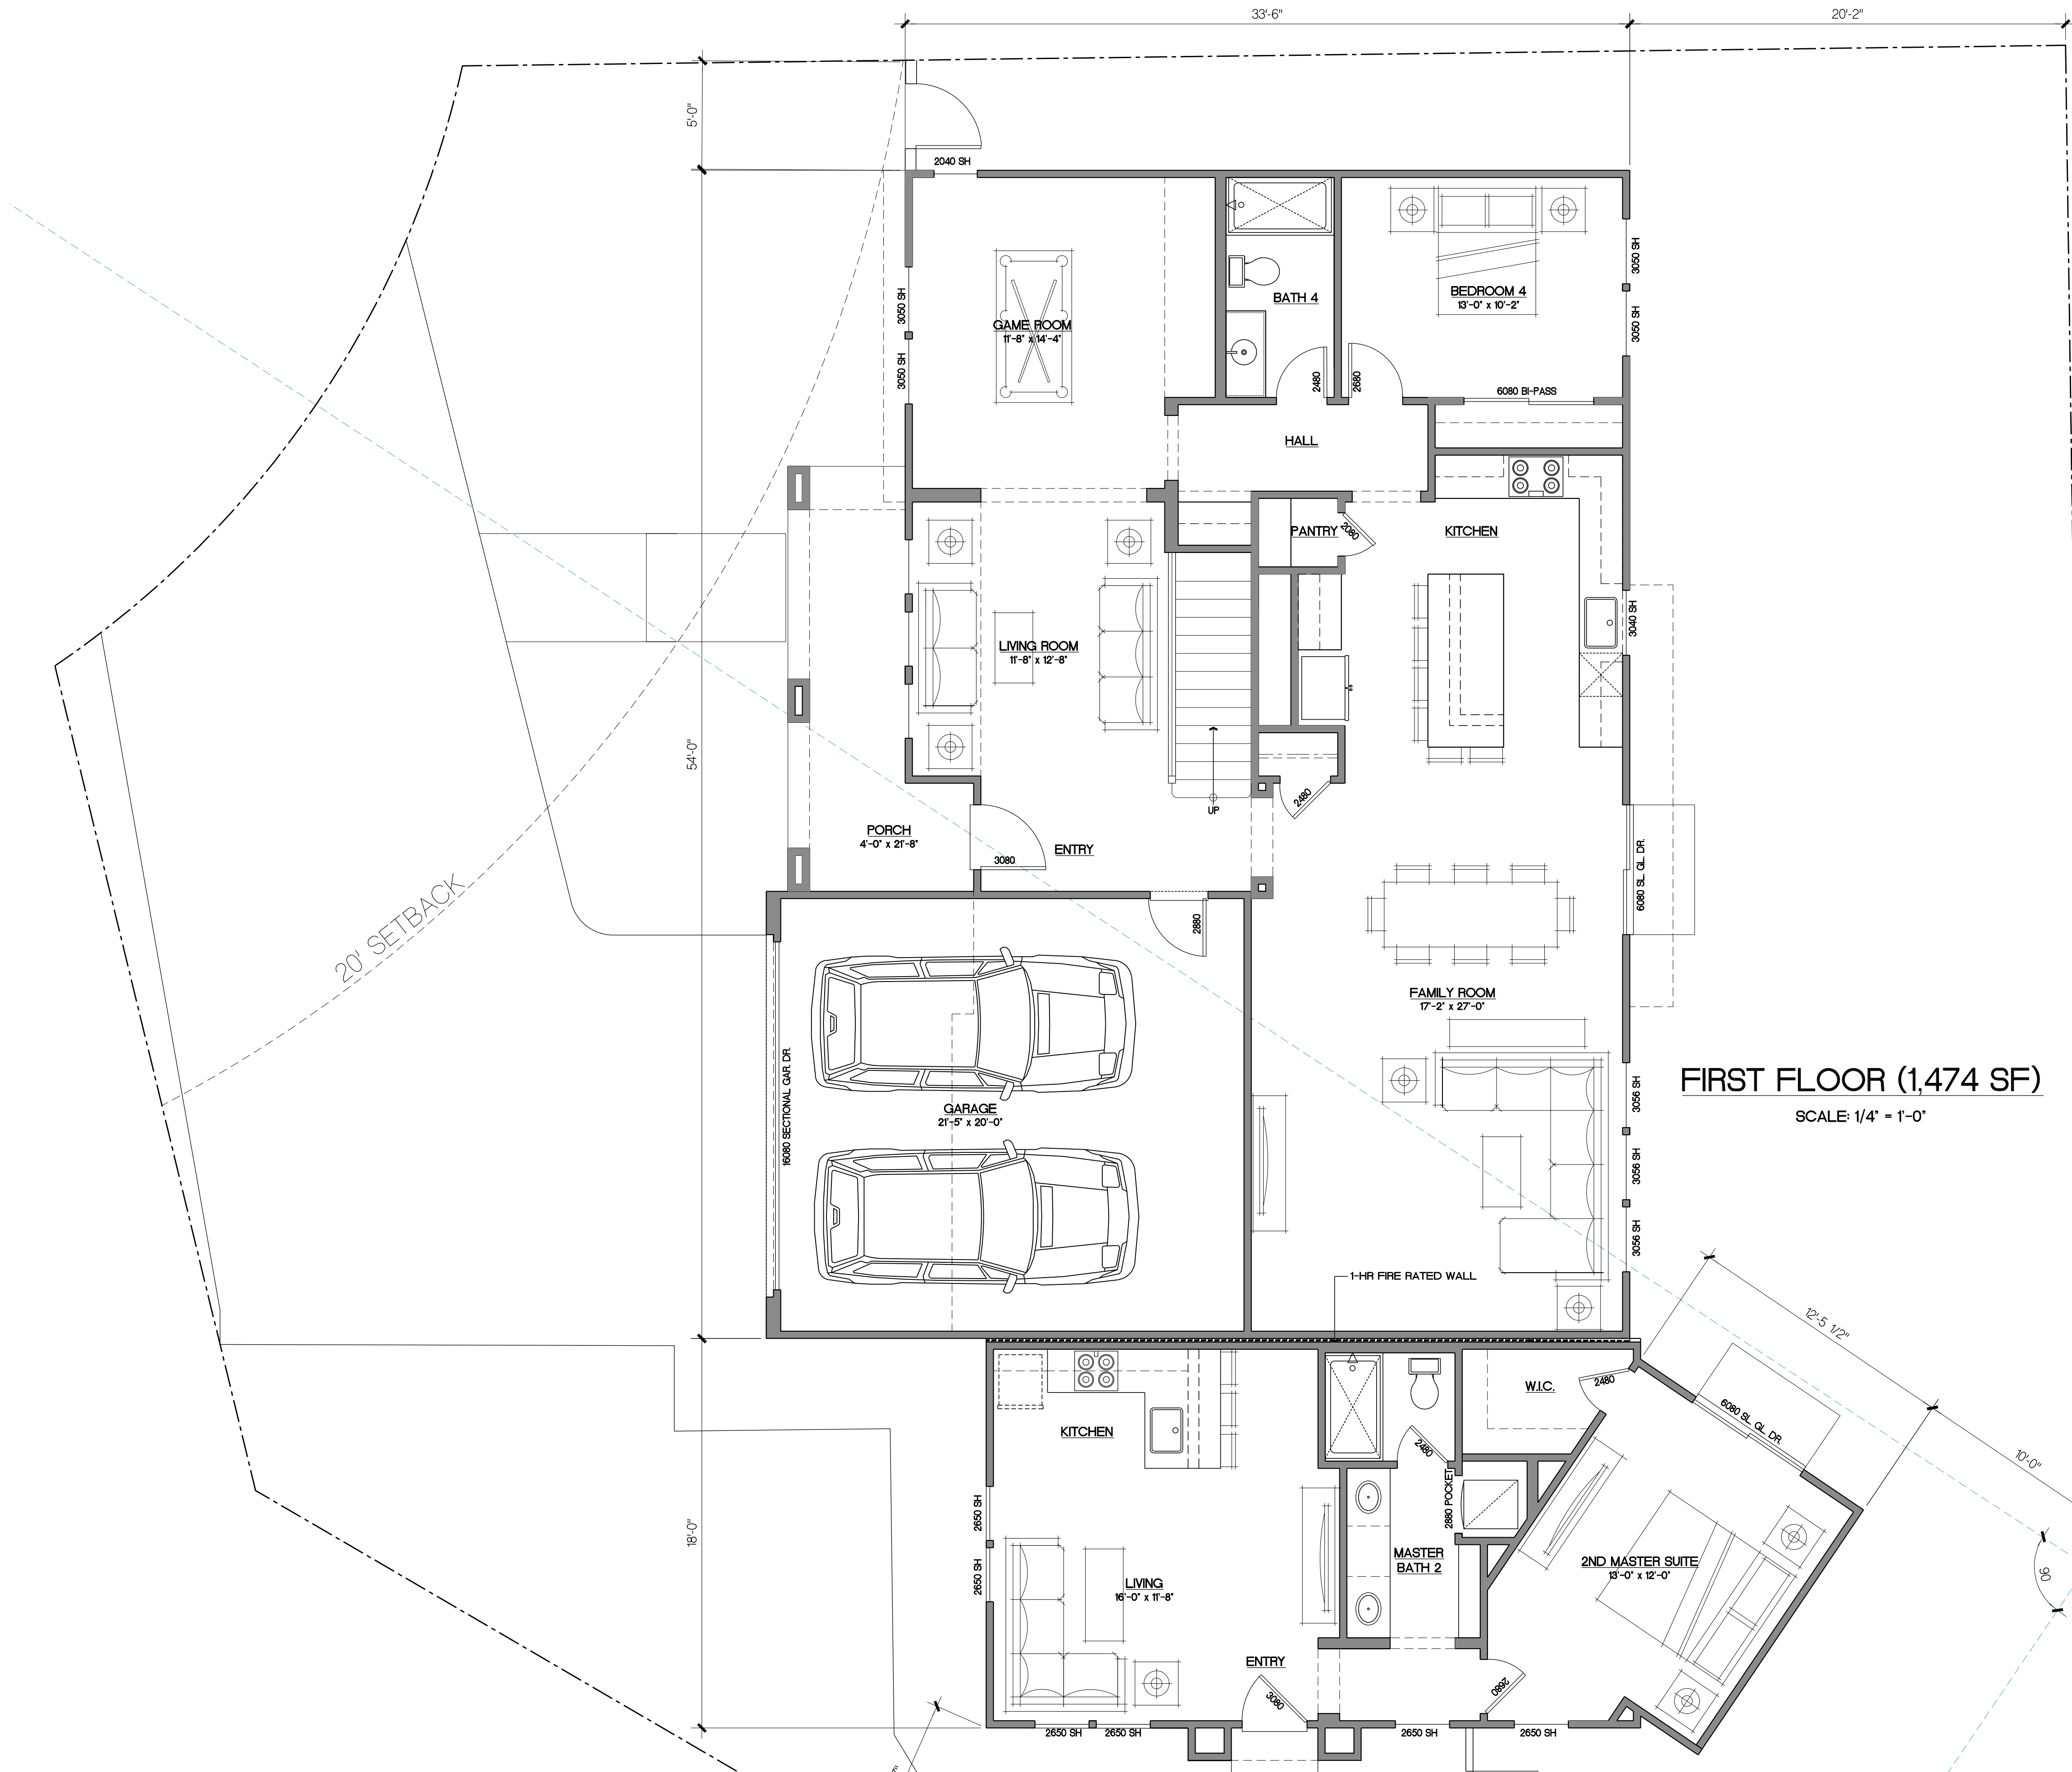 33'-6"
20'-2"
5'-0"
2040 SH
3050 SH
3050 SH
GAME ROOM
11'-8" x 14'-4"
BATH 4
2480
2680
BEDROOM 4
13'-0" x 10'-2"
3050 SH
3050 SH
6080 BI-PASS
HALL
PANTRY
2080
KITCHEN
3040 SH
LIVING ROOM
11'-8" x 12'-8"
54'-0"
UP
2480
PORCH
4'-0" x 21'-8"
3080
ENTRY
6080 SL. GL. DR.
20' SETBACK
2880
FAMILY ROOM
17'-2" x 27'-0"
16080 SECTIONAL GAR. DR.
GARAGE
21'-5" x 20'-0"
3056 SH
3056 SH
3056 SH
FIRST FLOOR (1,474 SF)
SCALE: 1/4" = 1'-0"
1-HR FIRE RATED WALL
12'-5 1/2"
10'-0"
90
KITCHEN
W.I.C.
2480
6080 SL. GL. DR.
2480
2880 POCKET
2650 SH
2650 SH
18'-0"
MASTER
BATH 2
2ND MASTER SUITE
13'-0" x 12'-0"
LIVING
16'-0" x 11'-8"
ENTRY
3080
2680
2650 SH
2650 SH
2650 SH
2650 SH